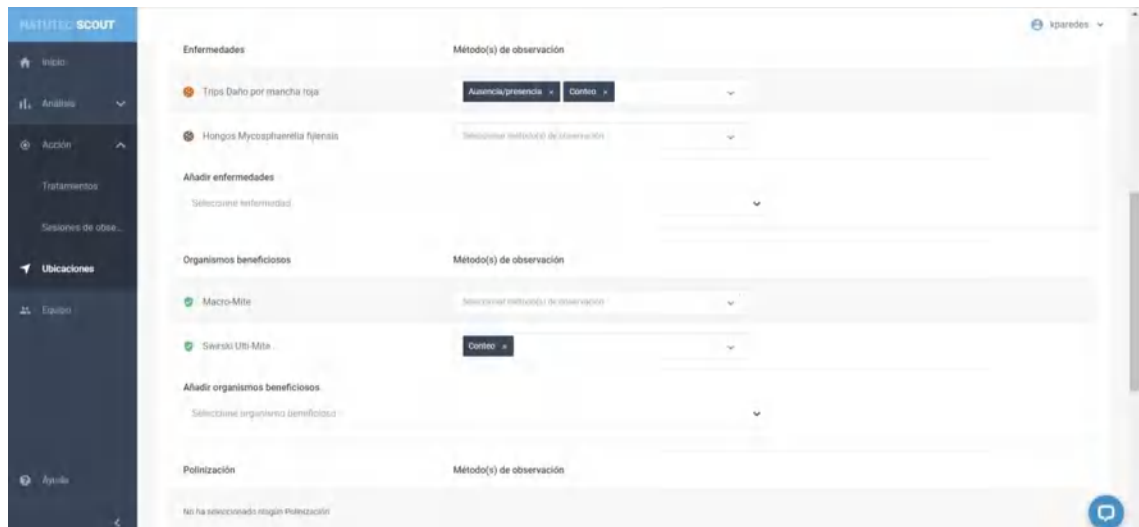 NATUTEC SCOUT
kparedes
Inicio
Análisis
Acción
Tratamientos
Sesiones de obse...
Ubicaciones
Equipo
Ayuda
Enfermedades
Método(s) de observación
Trips Daño por mancha roja
Ausencia/presencia ×
Conteo ×
Hongos Mycosphaerella fijiensis
Seleccionar método(s) de observación
Añadir enfermedades
Seleccione enfermedad
Organismos beneficiosos
Método(s) de observación
Macro-Mite
Seleccionar método(s) de observación
Swirski Ulti-Mite
Conteo ×
Añadir organismos beneficiosos
Seleccione organismo beneficioso
Polinización
Método(s) de observación
No ha seleccionado ningún Polinización